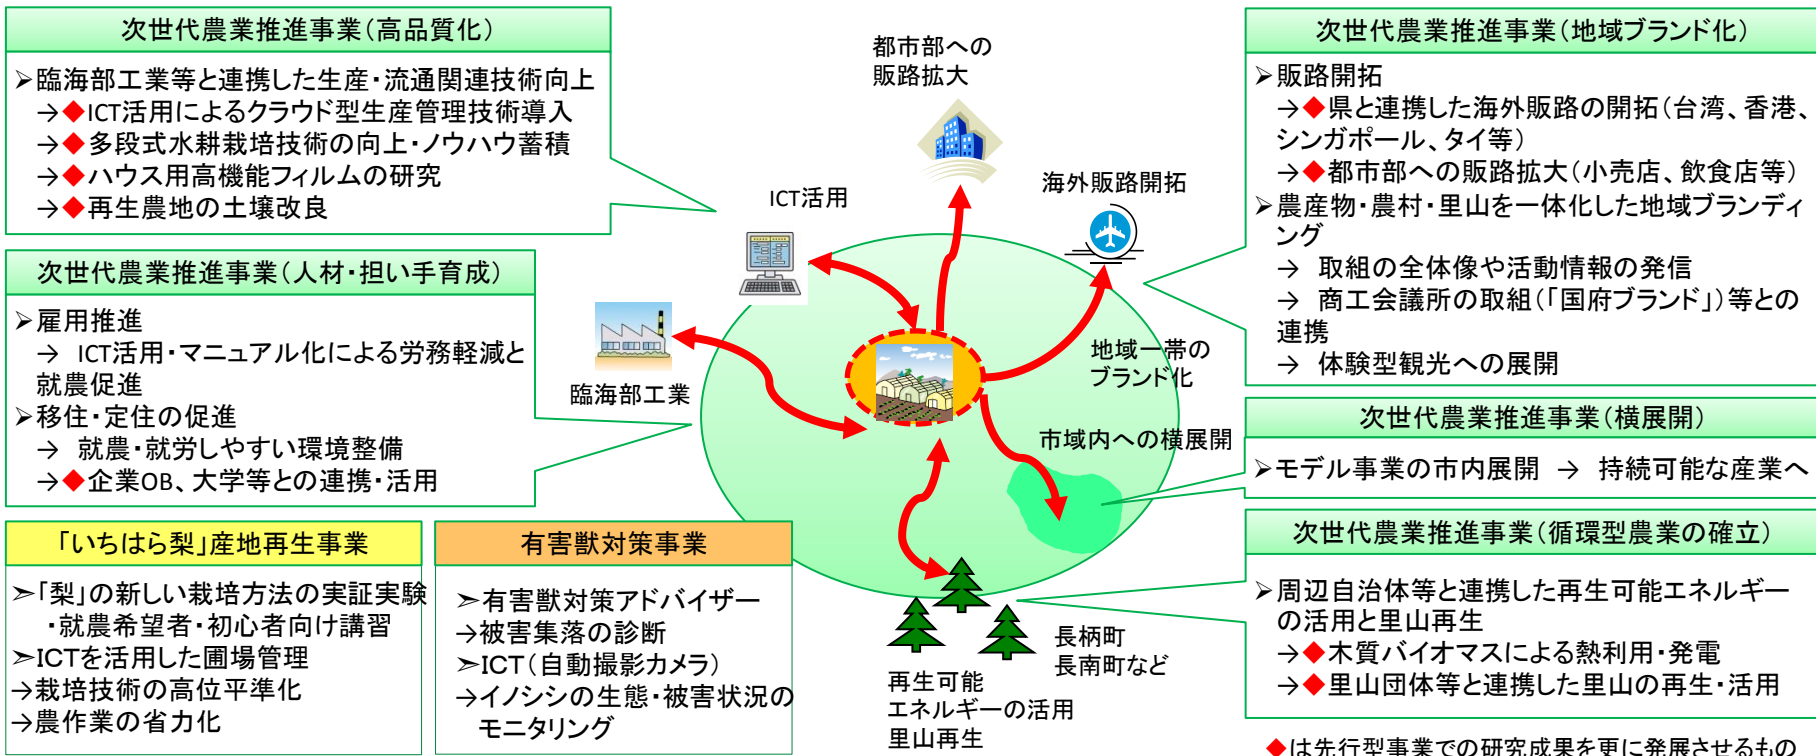 次世代農業推進事業(高品質化)
➢臨海部工業等と連携した生産・流通関連技術向上
→◆ICT活用によるクラウド型生産管理技術導入
→◆多段式水耕栽培技術の向上・ノウハウ蓄積
→◆ハウス用高機能フィルムの研究
→◆再生農地の土壌改良
次世代農業推進事業(人材・担い手育成)
➢雇用推進
→ ICT活用・マニュアル化による労務軽減と
就農促進
➢移住・定住の促進
→ 就農・就労しやすい環境整備
→◆企業OB、大学等との連携・活用
「いちはら梨」産地再生事業
➢「梨」の新しい栽培方法の実証実験
・就農希望者・初心者向け講習
➢ICTを活用した圃場管理
→栽培技術の高位平準化
→農作業の省力化
有害獣対策事業
➢有害獣対策アドバイザー
→被害集落の診断
➢ICT(自動撮影カメラ)
→イノシシの生態・被害状況の
モニタリング
都市部への
販路拡大
ICT活用
海外販路開拓
臨海部工業
地域一帯の
ブランド化
市域内への横展開
長柄町
長南町など
再生可能
エネルギーの活用
里山再生
次世代農業推進事業(地域ブランド化)
➢販路開拓
→◆県と連携した海外販路の開拓(台湾、香港、
シンガポール、タイ等)
→◆都市部への販路拡大(小売店、飲食店等)
➢農産物・農村・里山を一体化した地域ブランディ
ング
→ 取組の全体像や活動情報の発信
→ 商工会議所の取組(「国府ブランド」)等との
連携
→ 体験型観光への展開
次世代農業推進事業(横展開)
➢モデル事業の市内展開 → 持続可能な産業へ
次世代農業推進事業(循環型農業の確立)
➢周辺自治体等と連携した再生可能エネルギー
の活用と里山再生
→◆木質バイオマスによる熱利用・発電
→◆里山団体等と連携した里山の再生・活用
◆は先行型事業での研究成果を更に発展させるもの